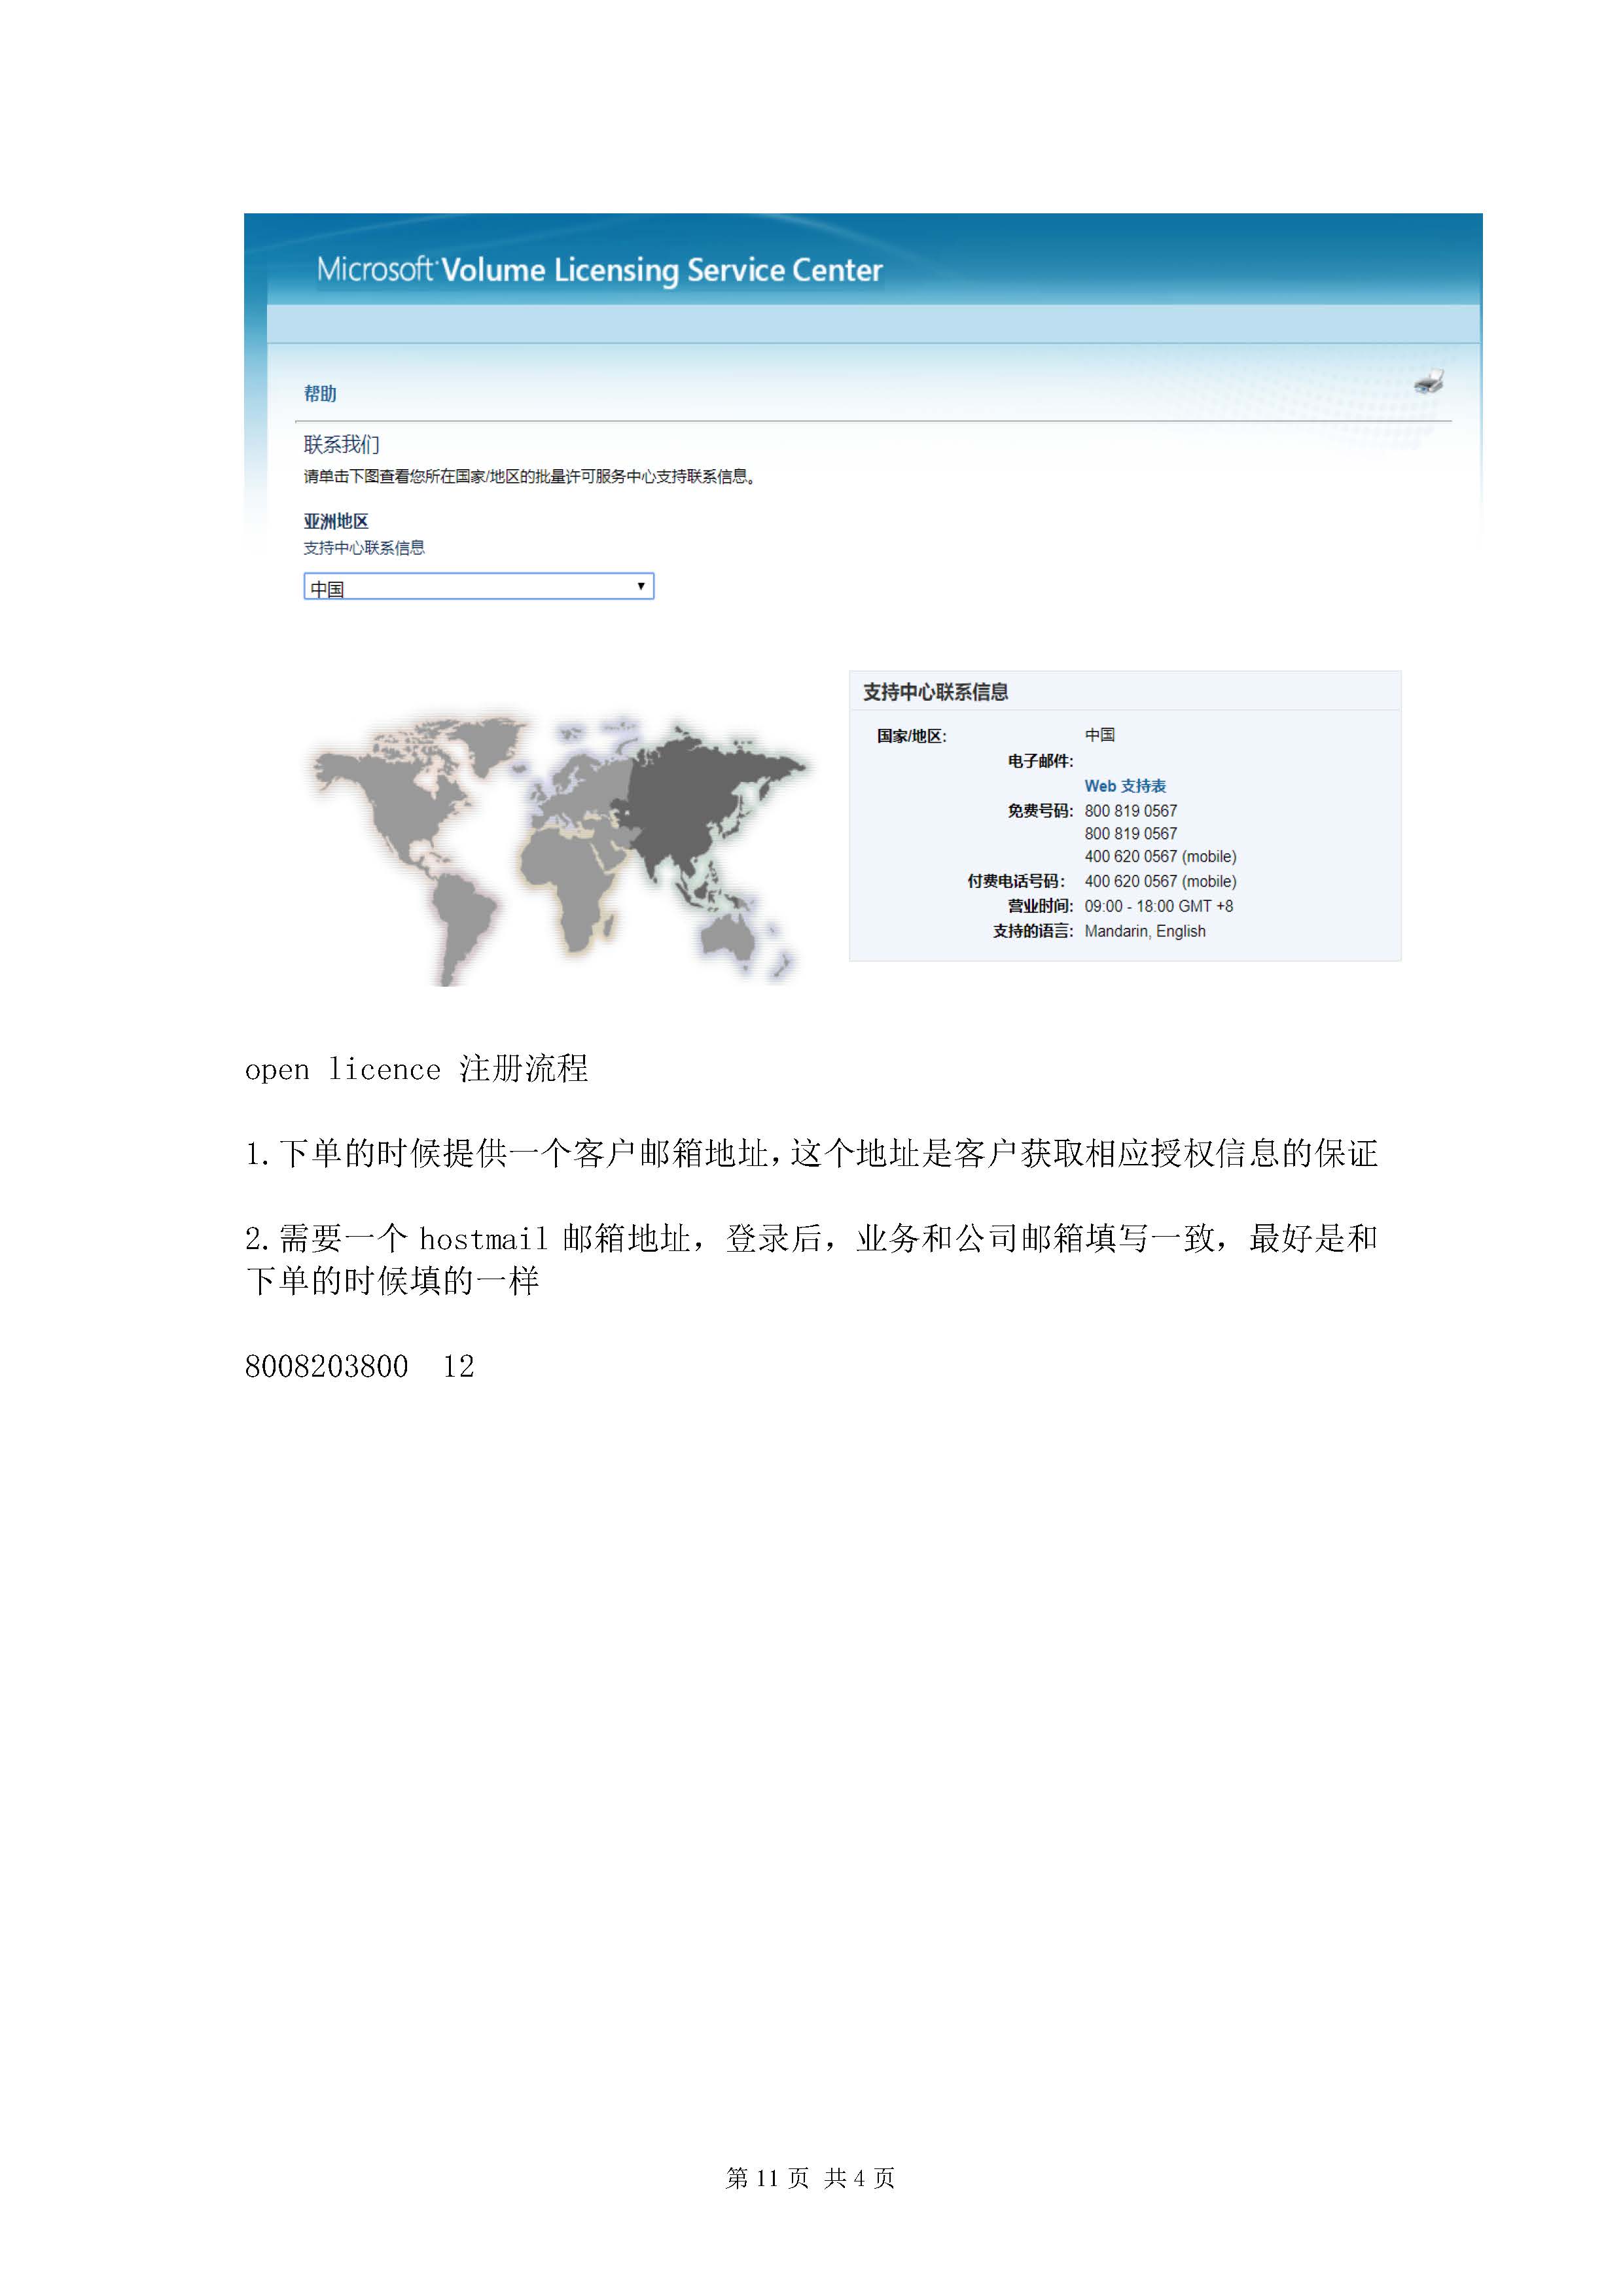 Microsoft Volume Licensing Service Center
帮助
联系我们
请单击下图查看您所在国家/地区的批量许可服务中心支持联系信息。
亚洲地区
支持中心联系信息
中国
支持中心联系信息
国家/地区: 中国
电子邮件:
Web 支持表
免费号码: 800 819 0567
800 819 0567
400 620 0567 (mobile)
付费电话号码: 400 620 0567 (mobile)
营业时间: 09:00 - 18:00 GMT +8
支持的语言: Mandarin, English
open licence 注册流程
1.下单的时候提供一个客户邮箱地址,这个地址是客户获取相应授权信息的保证
2.需要一个 hostmail 邮箱地址，登录后，业务和公司邮箱填写一致，最好是和
下单的时候填的一样
8008203800  12
第 11 页 共 4 页